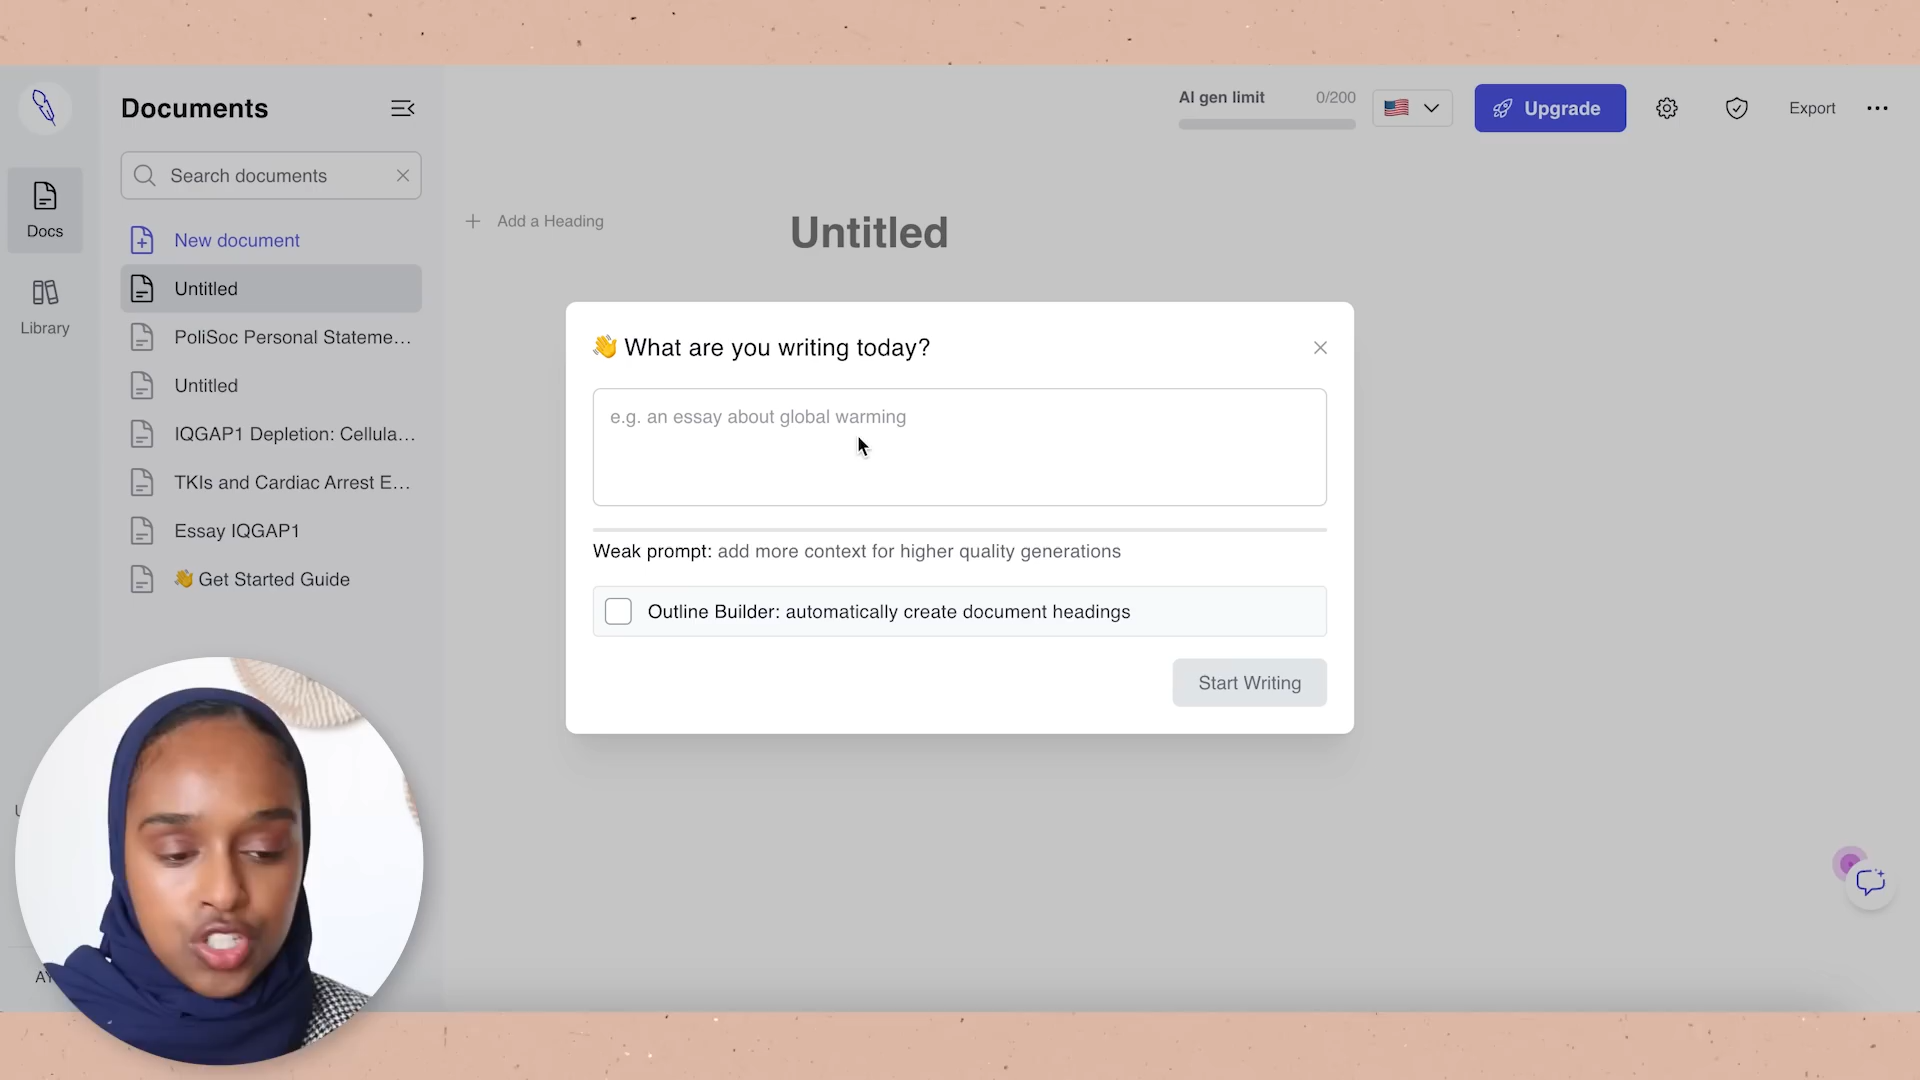 Documents
AI gen limit 0/200
Upgrade
Export
Search documents
Docs
Library
New document
Untitled
PoliSoc Personal Stateme...
Untitled
IQGAP1 Depletion: Cellula...
TKIs and Cardiac Arrest E...
Essay IQGAP1
👋 Get Started Guide
Add a Heading
Untitled
👋 What are you writing today?
e.g. an essay about global warming
Weak prompt: add more context for higher quality generations
Outline Builder: automatically create document headings
Start Writing